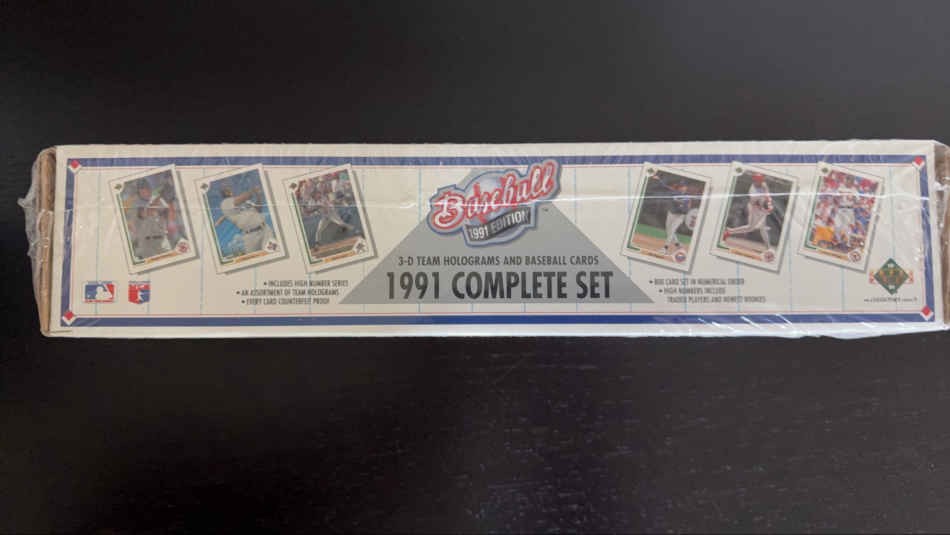 Baseball
1991 EDITION
3-D TEAM HOLOGRAMS AND BASEBALL CARDS
1991 COMPLETE SET
• INCLUDES HIGH NUMBER SERIES
• AN ASSORTMENT OF TEAM HOLOGRAMS
• EVERY CARD COUNTERFEIT PROOF
• 800 CARD SET IN NUMERICAL ORDER
• HIGH NUMBERS INCLUDE
TRADED PLAYERS AND NEWEST ROOKIES